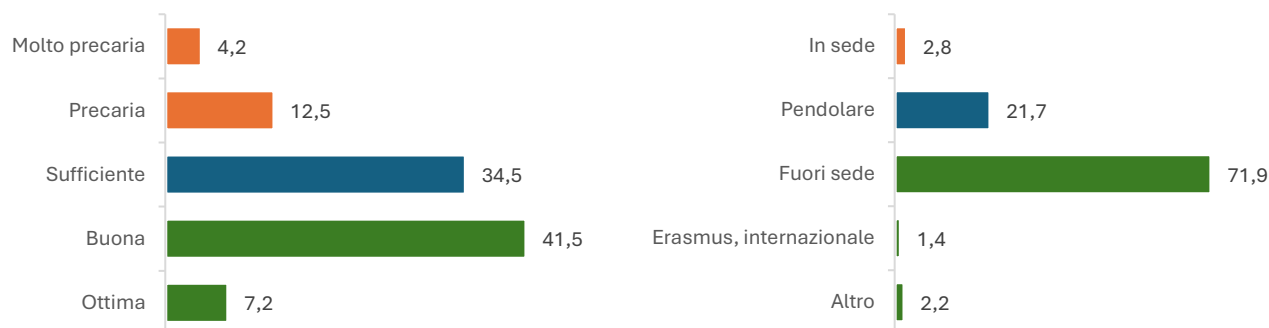 Molto precaria 4,2
Precaria 12,5
Sufficiente 34,5
Buona 41,5
Ottima 7,2
In sede 2,8
Pendolare 21,7
Fuori sede 71,9
Erasmus, internazionale 1,4
Altro 2,2